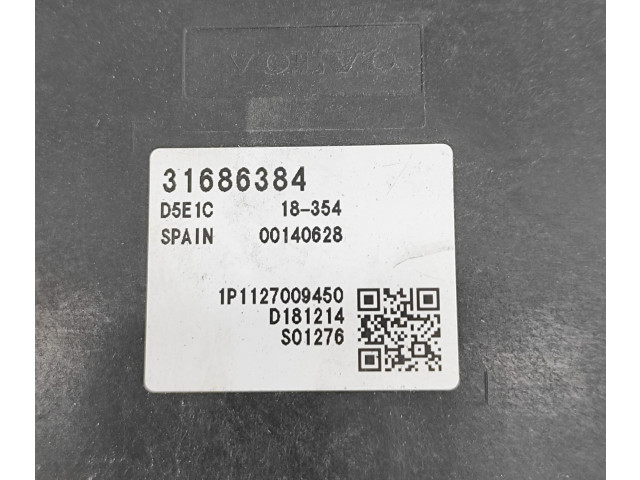 VOLVO
31686384
D5E1C 18-354
SPAIN 00140628
1P1127009450
D181214
S01276